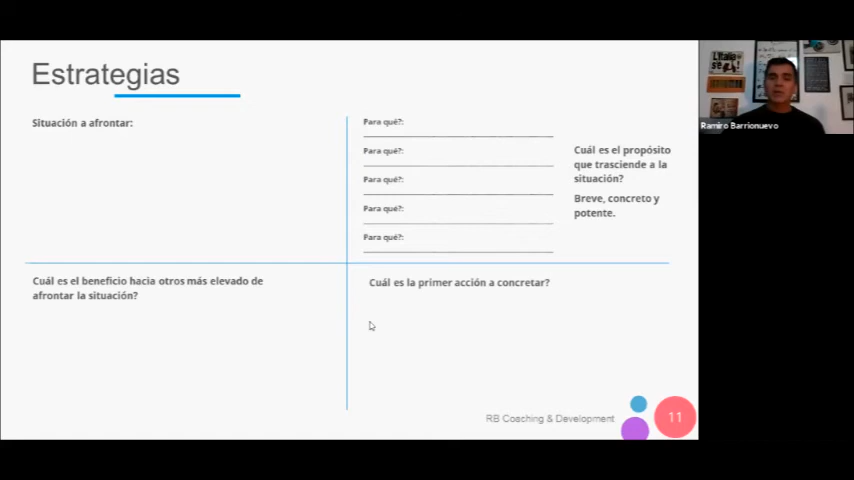 Estrategias
Situación a afrontar:
Para qué?:
Para qué?:
Para qué?:
Para qué?:
Para qué?:
Cuál es el propósito
que trasciende a la
situación?
Breve, concreto y
potente.
Cuál es el beneficio hacia otros más elevado de
afrontar la situación?
Cuál es la primer acción a concretar?
RB Coaching & Development
11
Ramiro Barrionuevo